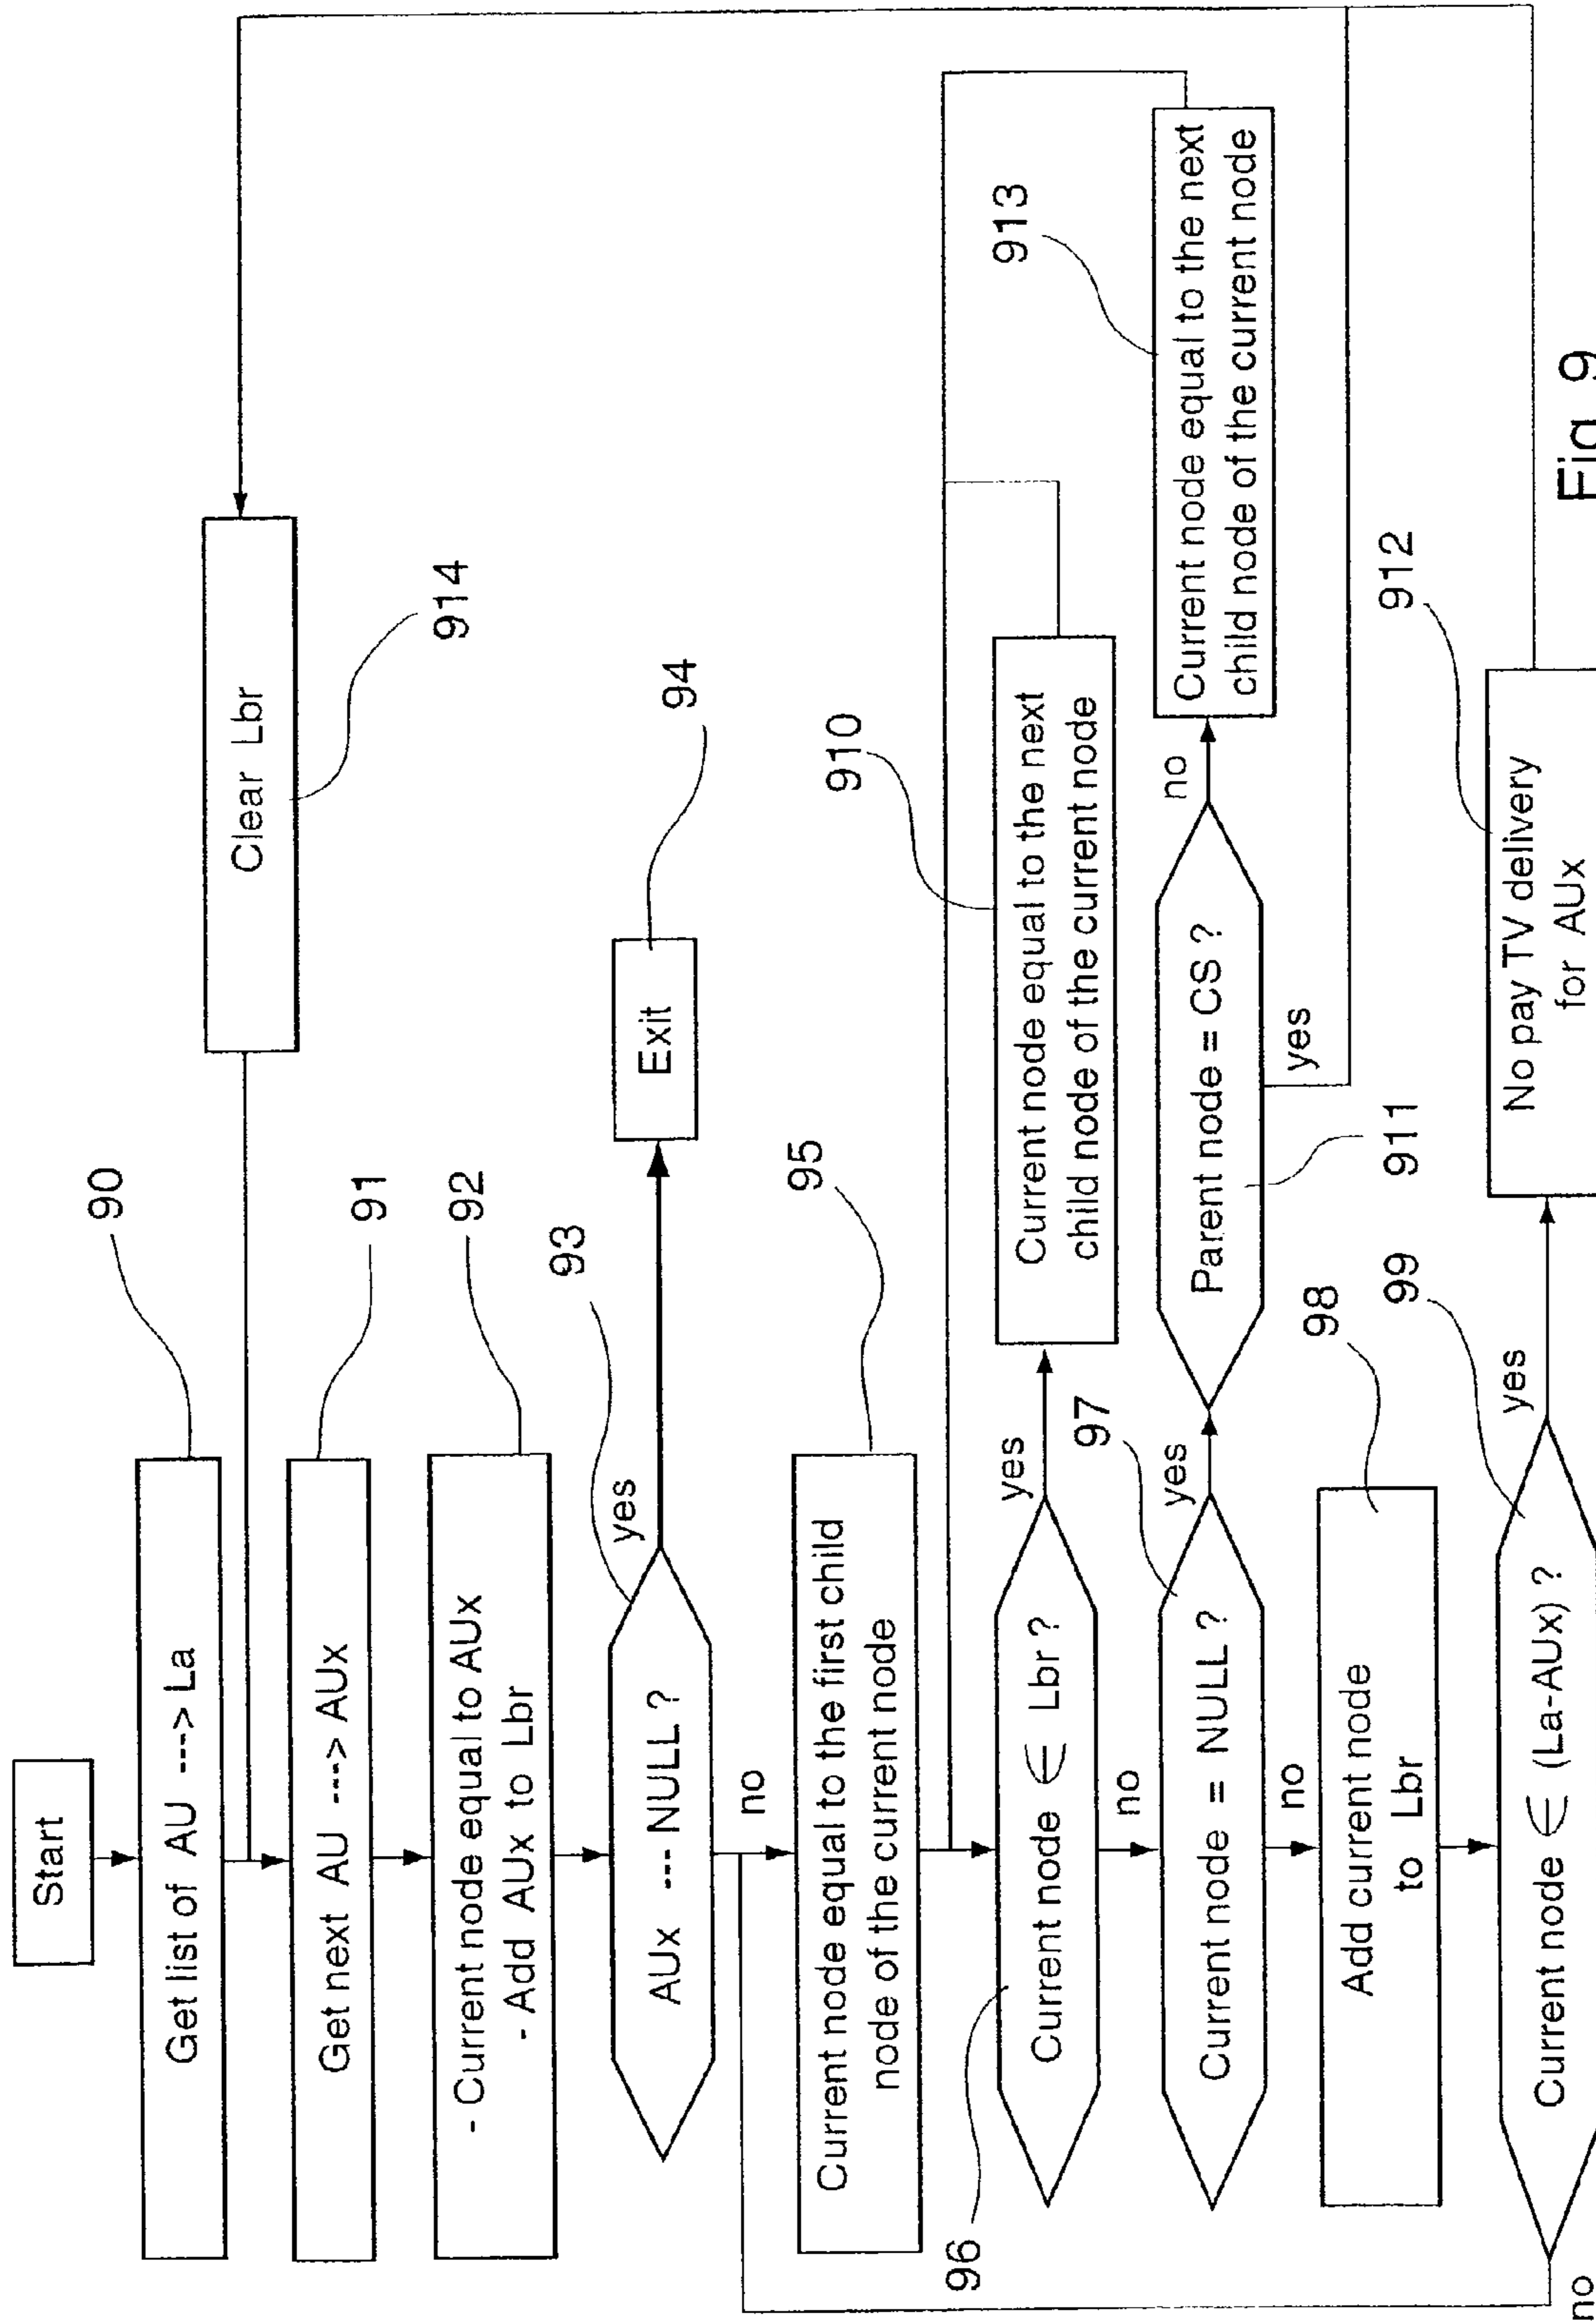 Start
Get list of AU ---> La
90
Get next AU ---> AUx
91
- Current node equal to AUx
- Add AUx to Lbr
92
AUx --- NULL ?
93
yes
Exit
94
no
Current node equal to the first child
node of the current node
95
Current node ∈ Lbr ?
96
yes
Current node equal to the next
child node of the current node
910
no
Current node = NULL ?
97
yes
Parent node = CS ?
911
no
Current node equal to the next
child node of the current node
913
yes
no
Add current node
to Lbr
98
Current node ∈ (La-AUx) ?
99
yes
No pay TV delivery
for AUx
912
no
Clear Lbr
914
Fig. 9